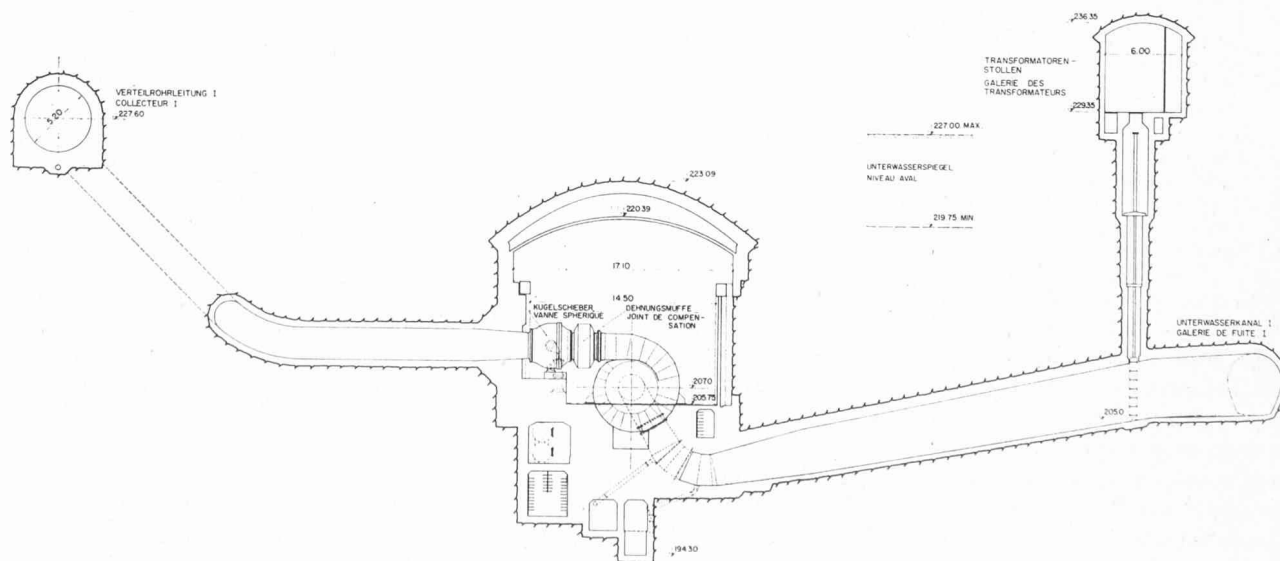 VERTEILROHRLEITUNG I
COLLECTEUR I
227.60
5.20
236.35
6.00
TRANSFORMATOREN-
STOLLEN
GALERIE DES
TRANSFORMATEURS
229.35
227.00 MAX.
UNTERWASSERSPIEGEL
NIVEAU AVAL
219.75 MIN.
223.09
220.39
17.10
14.50
KUGELSCHIEBER
VANNE SPHERIQUE
DEHNUNGSMUFFE
JOINT DE COMPEN-
SATION
207.0
205.75
UNTERWASSERKANAL I
GALERIE DE FUITE I
205.0
194.30